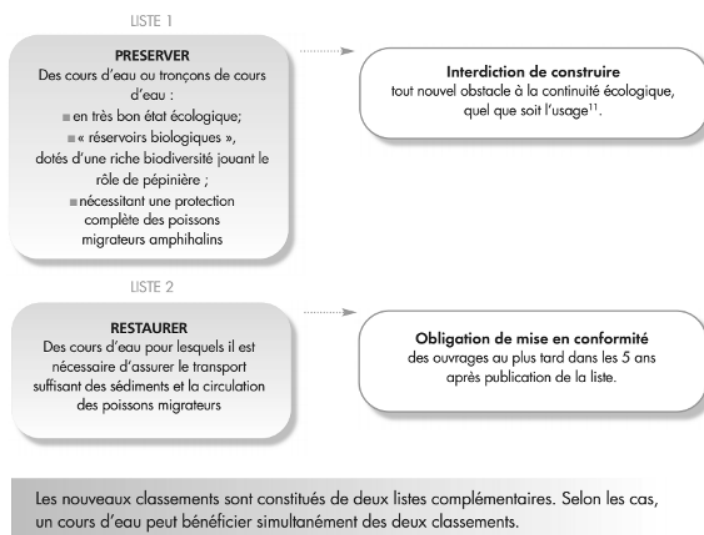 LISTE 1
PRESERVER
Des cours d'eau ou tronçons de cours
d'eau :
■ en très bon état écologique;
■ « réservoirs biologiques »,
dotés d'une riche biodiversité jouant le
rôle de pépinière ;
■ nécessitant une protection
complète des poissons
migrateurs amphihalins
Interdiction de construire
tout nouvel obstacle à la continuité écologique,
quel que soit l'usage¹¹.
LISTE 2
RESTAURER
Des cours d'eau pour lesquels il est
nécessaire d'assurer le transport
suffisant des sédiments et la circulation
des poissons migrateurs
Obligation de mise en conformité
des ouvrages au plus tard dans les 5 ans
après publication de la liste.
Les nouveaux classements sont constitués de deux listes complémentaires. Selon les cas,
un cours d'eau peut bénéficier simultanément des deux classements.